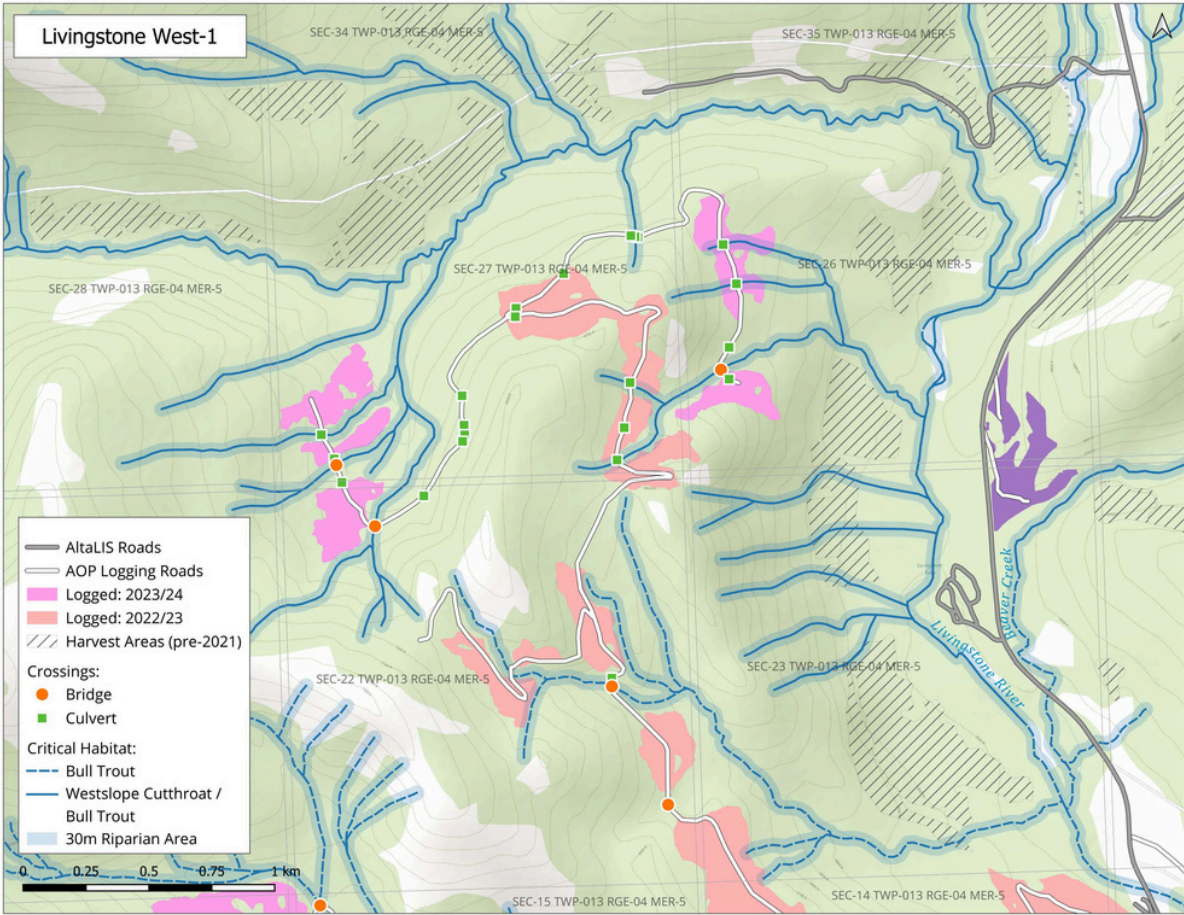 Livingstone West-1
SEC-34 TWP-013 RGE-04 MER-5
SEC-35 TWP-013 RGE-04 MER-5
SEC-27 TWP-013 RGE-04 MER-5
SEC-26 TWP-013 RGE-04 MER-5
SEC-28 TWP-013 RGE-04 MER-5
AltaLIS Roads
AOP Logging Roads
Logged: 2023/24
Logged: 2022/23
Harvest Areas (pre-2021)
Crossings:
Bridge
Culvert
Critical Habitat:
Bull Trout
Westslope Cutthroat /
Bull Trout
30m Riparian Area
0 0.25 0.5 0.75 1 km
Beaver Creek
Livingstone River
SEC-22 TWP-013 RGE-04 MER-5
SEC-23 TWP-013 RGE-04 MER-5
SEC-15 TWP-013 RGE-04 MER-5
SEC-14 TWP-013 RGE-04 MER-5